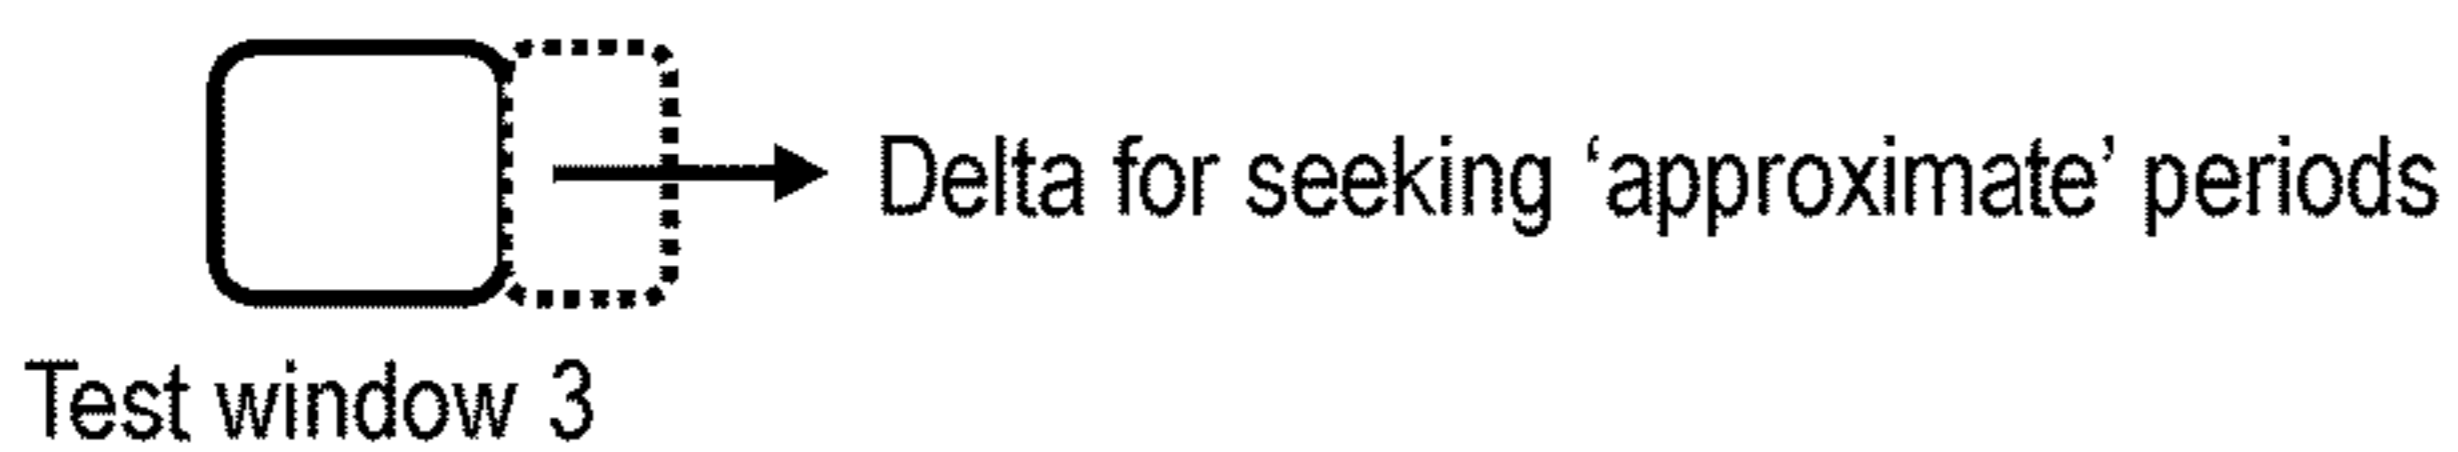 Delta for seeking ‘approximate’ periods
Test window 3